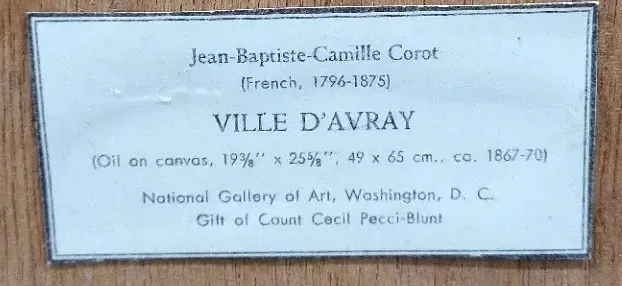 Jean-Baptiste-Camille Corot
(French, 1796-1875)
VILLE D'AVRAY
(Oil on canvas, 19⅜" x 25⅝", 49 x 65 cm., ca. 1867-70)
National Gallery of Art, Washington, D. C.
Gift of Count Cecil Pecci-Blunt